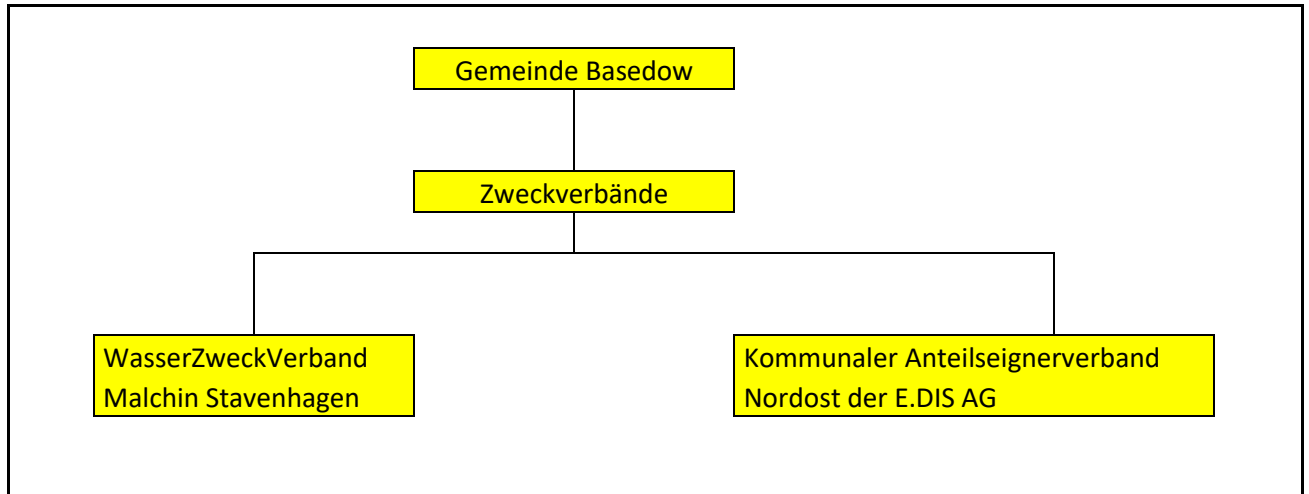 Gemeinde Basedow
Zweckverbände
WasserZweckVerband
Malchin Stavenhagen
Kommunaler Anteilseignerverband
Nordost der E.DIS AG